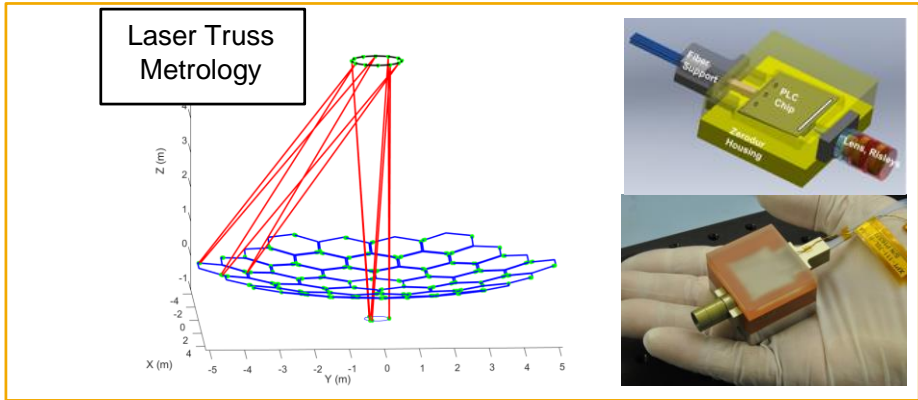 Laser Truss
Metrology
4
3
2
1
0
-1
Z (m)
-4
-2
0
2
4
X (m)
-5
-4
-3
-2
-1
0
1
2
3
4
5
Y (m)
Fiber
Support
PLC
Chip
Zerodur
Housing
Lens, Risleys